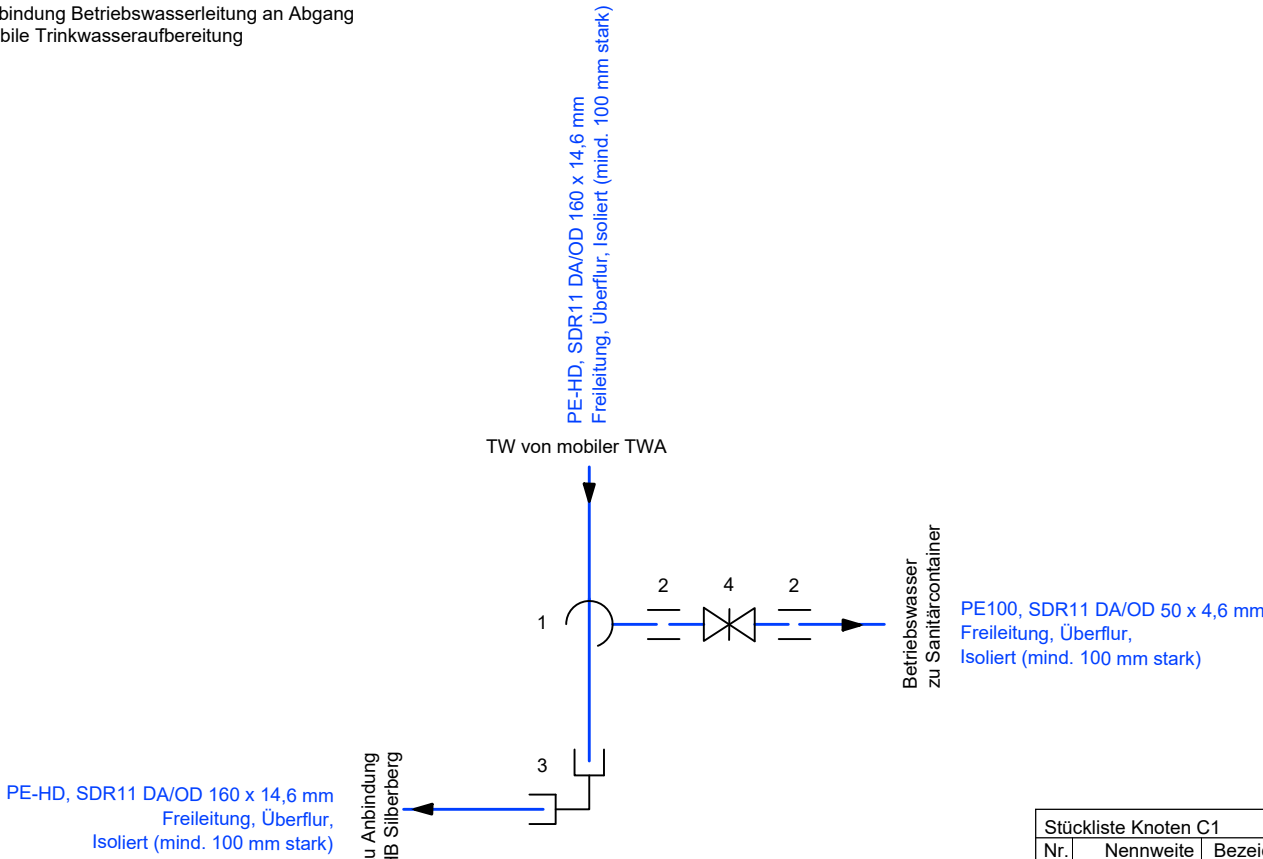 bindung Betriebswasserleitung an Abgang
bile Trinkwasseraufbereitung
PE-HD, SDR11 DA/OD 160 x 14,6 mm
Freileitung, Überflur, Isoliert (mind. 100 mm stark)
TW von mobiler TWA
1
2
4
2
Betriebswasser
zu Sanitärcontainer
PE100, SDR11 DA/OD 50 x 4,6 mm
Freileitung, Überflur,
Isoliert (mind. 100 mm stark)
3
PE-HD, SDR11 DA/OD 160 x 14,6 mm
Freileitung, Überflur,
Isoliert (mind. 100 mm stark)
u Anbindung
HB Silberberg
Stückliste Knoten C1
Nr. Nennweite